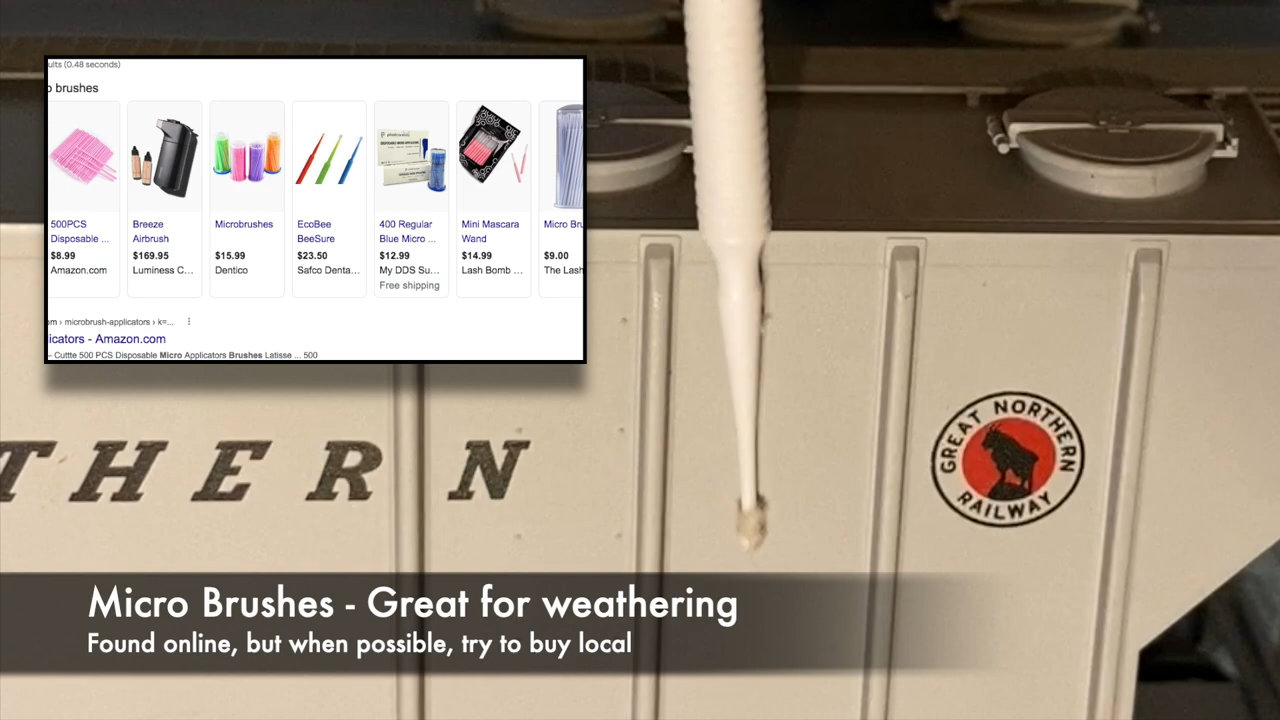 ults (0.48 seconds)
o brushes
500PCS
Disposable ...
$8.99
Amazon.com
Breeze
Airbrush
$169.95
Luminess C...
Microbrushes
$15.99
Dentico
EcoBee
BeeSure
$23.50
Safco Denta...
400 Regular
Blue Micro ...
$12.99
My DDS Su...
Free shipping
Mini Mascara
Wand
$14.99
Lash Bomb ...
Micro Bru
$9.00
The Lash
om › microbrush-applicators › k=...
icators - Amazon.com
- Cuttte 500 PCS Disposable Micro Applicators Brushes Latisse ... 500
THERN
GREAT NORTHERN
RAILWAY
Micro Brushes - Great for weathering
Found online, but when possible, try to buy local